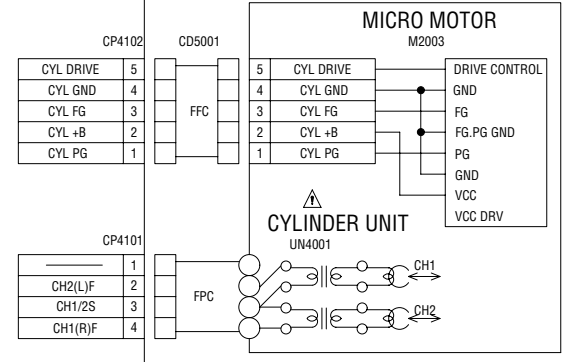 MICRO MOTOR
M2003
CP4102
CD5001
CYL DRIVE 5
CYL GND 4
CYL FG 3
CYL +B 2
CYL PG 1
FFC
5 CYL DRIVE
4 CYL GND
3 CYL FG
2 CYL +B
1 CYL PG
DRIVE CONTROL
GND
FG
FG.PG GND
PG
GND
VCC
VCC DRV
CYLINDER UNIT
UN4001
CP4101
1
CH2(L)F 2
CH1/2S 3
CH1(R)F 4
FPC
CH1
CH2